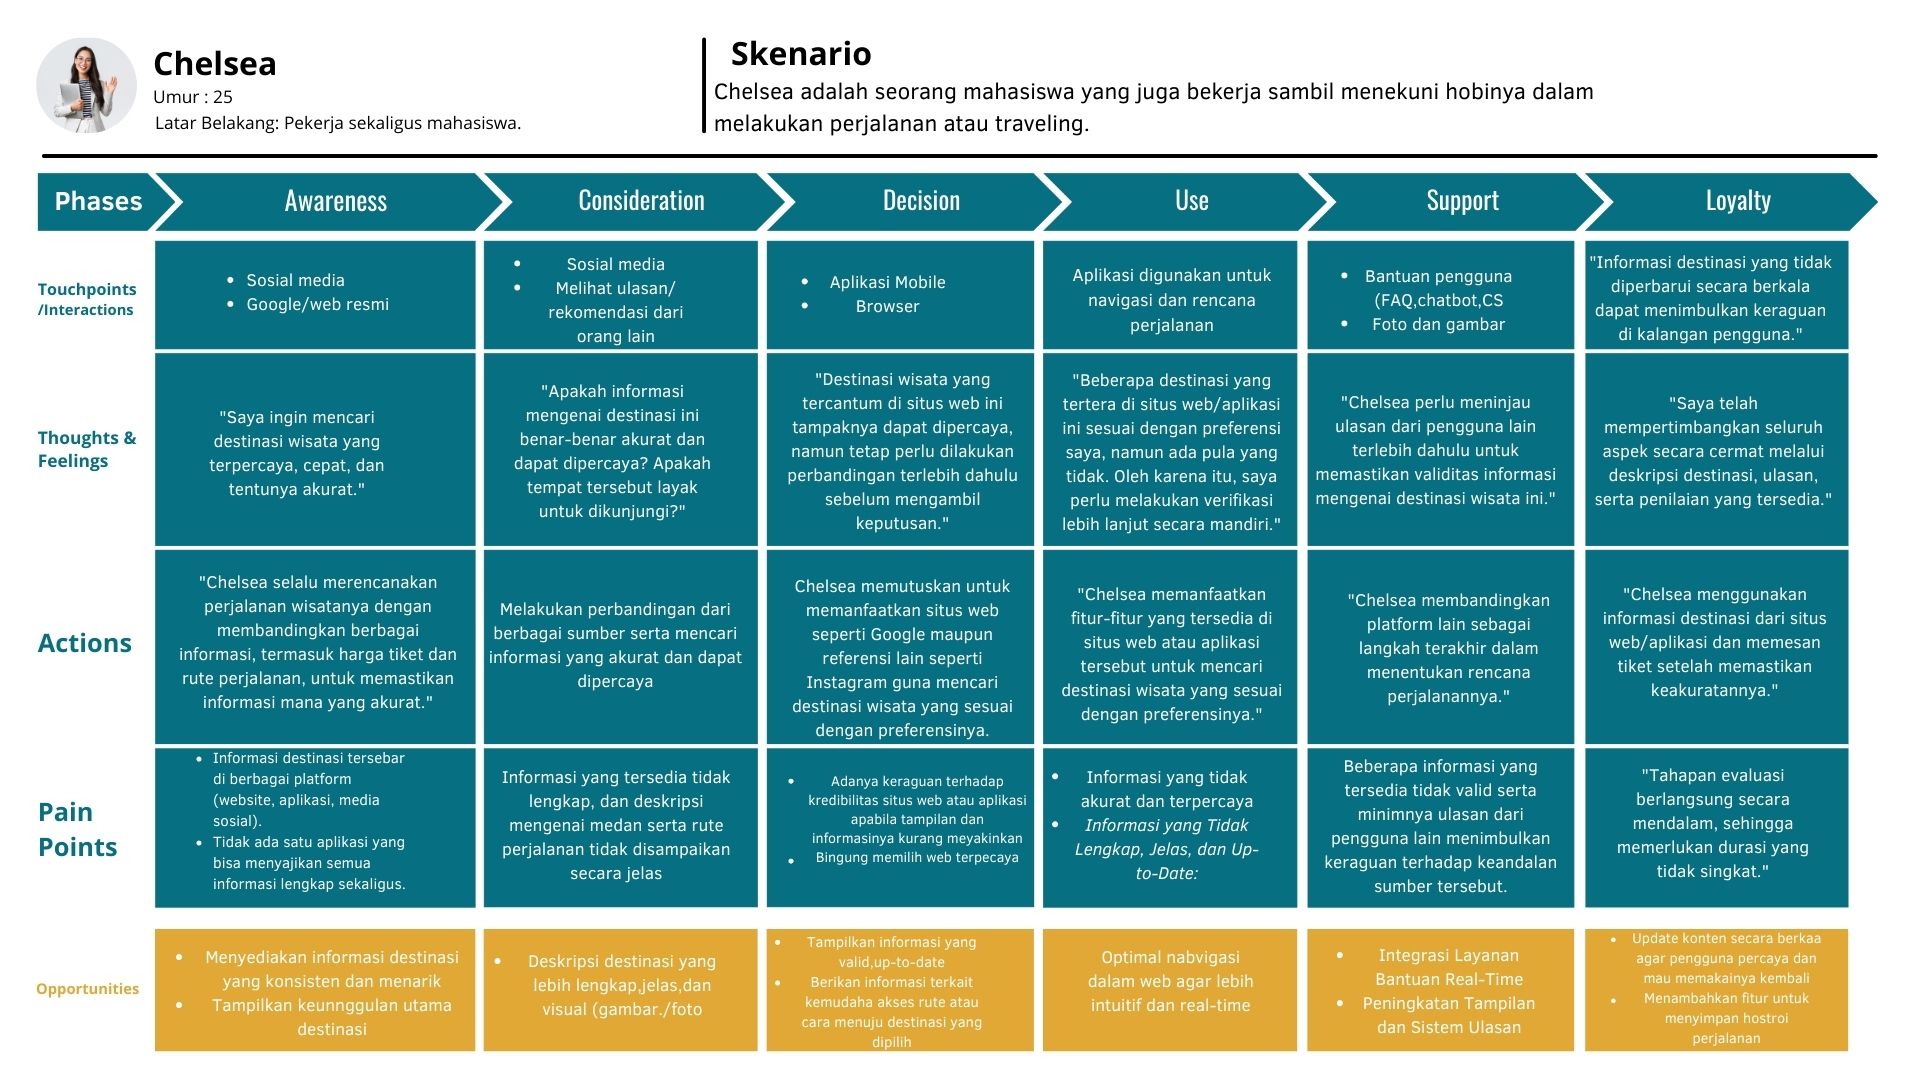 Chelsea
Umur : 25
Latar Belakang: Pekerja sekaligus mahasiswa.
Skenario
Chelsea adalah seorang mahasiswa yang juga bekerja sambil menekuni hobinya dalam
melakukan perjalanan atau traveling.
Phases
Awareness
Consideration
Decision
Use
Support
Loyalty
Touchpoints
/Interactions
• Sosial media
• Google/web resmi
• Sosial media
• Melihat ulasan/
rekomendasi dari
orang lain
• Aplikasi Mobile
• Browser
Aplikasi digunakan untuk
navigasi dan rencana
perjalanan
• Bantuan pengguna
(FAQ,chatbot,CS
• Foto dan gambar
"Informasi destinasi yang tidak
diperbarui secara berkala
dapat menimbulkan keraguan
di kalangan pengguna."
Thoughts &
Feelings
"Saya ingin mencari
destinasi wisata yang
terpercaya, cepat, dan
tentunya akurat."
"Apakah informasi
mengenai destinasi ini
benar-benar akurat dan
dapat dipercaya? Apakah
tempat tersebut layak
untuk dikunjungi?"
"Destinasi wisata yang
tercantum di situs web ini
tampaknya dapat dipercaya,
namun tetap perlu dilakukan
perbandingan terlebih dahulu
sebelum mengambil
keputusan."
"Beberapa destinasi yang
tertera di situs web/aplikasi
ini sesuai dengan preferensi
saya, namun ada pula yang
tidak. Oleh karena itu, saya
perlu melakukan verifikasi
lebih lanjut secara mandiri."
"Chelsea perlu meninjau
ulasan dari pengguna lain
terlebih dahulu untuk
memastikan validitas informasi
mengenai destinasi wisata ini."
"Saya telah
mempertimbangkan seluruh
aspek secara cermat melalui
deskripsi destinasi, ulasan,
serta penilaian yang tersedia."
Actions
"Chelsea selalu merencanakan
perjalanan wisatanya dengan
membandingkan berbagai
informasi, termasuk harga tiket dan
rute perjalanan, untuk memastikan
informasi mana yang akurat."
Melakukan perbandingan dari
berbagai sumber serta mencari
informasi yang akurat dan dapat
dipercaya
Chelsea memutuskan untuk
memanfaatkan situs web
seperti Google maupun
referensi lain seperti
Instagram guna mencari
destinasi wisata yang sesuai
dengan preferensinya.
"Chelsea memanfaatkan
fitur-fitur yang tersedia di
situs web atau aplikasi
tersebut untuk mencari
destinasi wisata yang sesuai
dengan preferensinya."
"Chelsea membandingkan
platform lain sebagai
langkah terakhir dalam
menentukan rencana
perjalanannya."
"Chelsea menggunakan
informasi destinasi dari situs
web/aplikasi dan memesan
tiket setelah memastikan
keakuratannya."
Pain
Points
• Informasi destinasi tersebar
di berbagai platform
(website, aplikasi, media
sosial).
• Tidak ada satu aplikasi yang
bisa menyajikan semua
informasi lengkap sekaligus.
Informasi yang tersedia tidak
lengkap, dan deskripsi
mengenai medan serta rute
perjalanan tidak disampaikan
secara jelas
• Adanya keraguan terhadap
kredibilitas situs web atau aplikasi
apabila tampilan dan
informasinya kurang meyakinkan
• Bingung memilih web terpecaya
• Informasi yang tidak
akurat dan terpercaya
• Informasi yang Tidak
Lengkap, Jelas, dan Up-
to-Date:
Beberapa informasi yang
tersedia tidak valid serta
minimnya ulasan dari
pengguna lain menimbulkan
keraguan terhadap keandalan
sumber tersebut.
"Tahapan evaluasi
berlangsung secara
mendalam, sehingga
memerlukan durasi yang
tidak singkat."
Opportunities
• Menyediakan informasi destinasi
yang konsisten dan menarik
• Tampilkan keunnggulan utama
destinasi
• Deskripsi destinasi yang
lebih lengkap,jelas,dan
visual (gambar./foto
• Tampilkan informasi yang
valid,up-to-date
• Berikan informasi terkait
kemudaha akses rute atau
cara menuju destinasi yang
dipilih
Optimal nabvigasi
dalam web agar lebih
intuitif dan real-time
• Integrasi Layanan
Bantuan Real-Time
• Peningkatan Tampilan
dan Sistem Ulasan
• Update konten secara berkaa
agar pengguna percaya dan
mau memakainya kembali
• Menambahkan fitur untuk
menyimpan hostroi
perjalanan